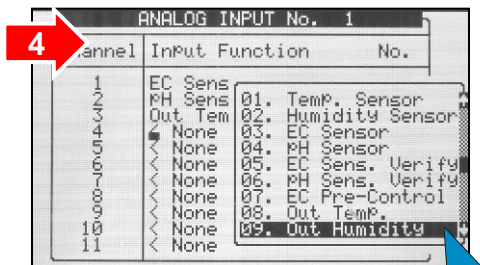 ANALOG INPUT No. 1
4
annel Input Function No.
1 EC Sens
2 pH Sens
3 Out Tem
4 < None
5 < None
6 < None
7 < None
8 < None
9 < None
10 < None
11 < None
01. Temp. Sensor
02. Humidity Sensor
03. EC Sensor
04. pH Sensor
05. EC Sens. Verify
06. pH Sens. Verify
07. EC Pre-Control
08. Out Temp.
09. Out Humidity